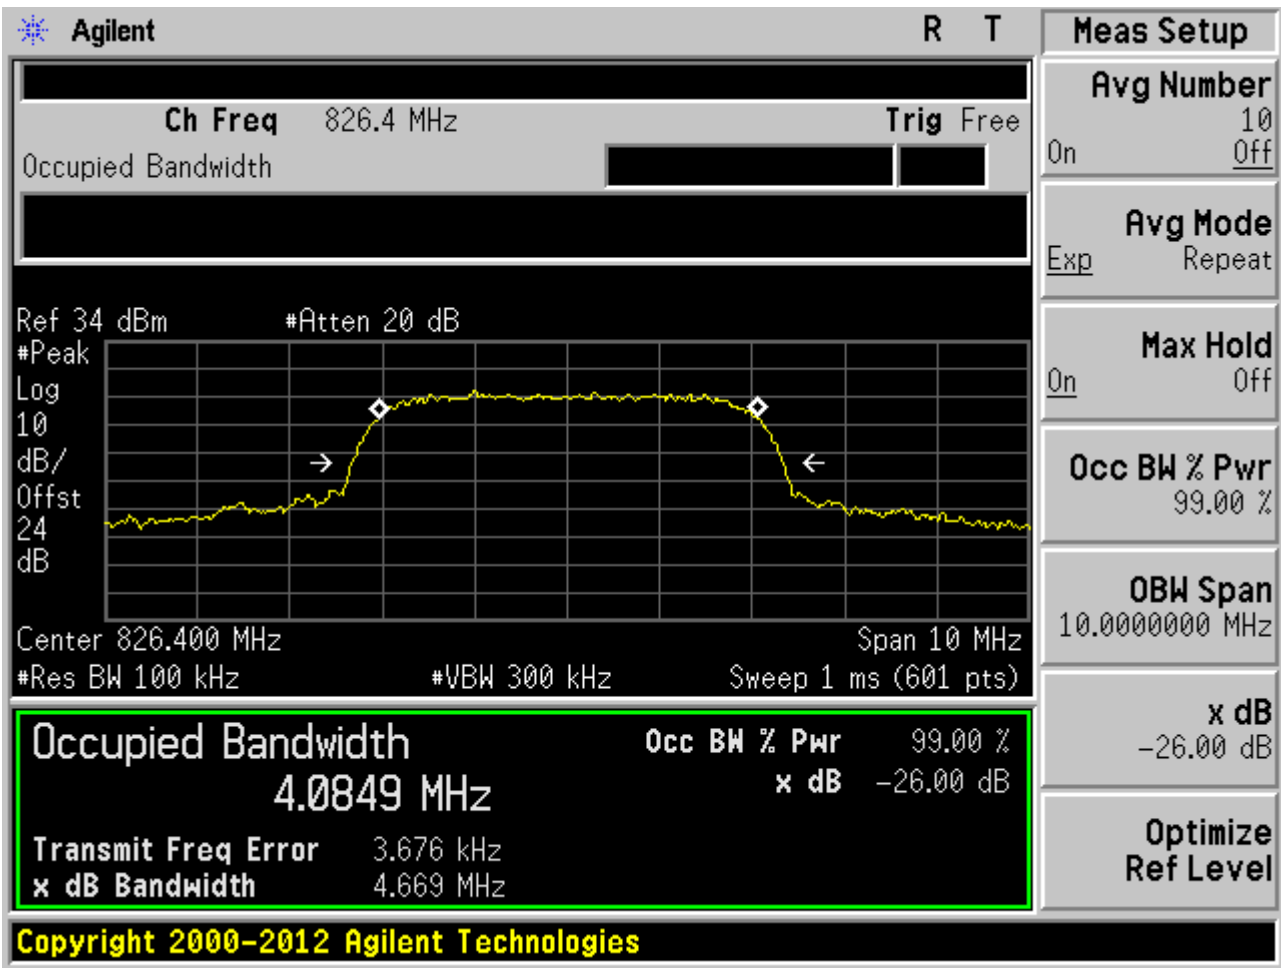 Agilent R T Meas Setup
Ch Freq 826.4 MHz Trig Free
Occupied Bandwidth
Avg Number
10
On Off
Avg Mode
Exp Repeat
Max Hold
On Off
Occ BW % Pwr
99.00 %
OBW Span
10.0000000 MHz
x dB
-26.00 dB
Optimize
Ref Level
Ref 34 dBm #Atten 20 dB
#Peak
Log
10
dB/
Offst
24
dB
Center 826.400 MHz Span 10 MHz
#Res BW 100 kHz #VBW 300 kHz Sweep 1 ms (601 pts)
Occupied Bandwidth Occ BW % Pwr 99.00 %
4.0849 MHz x dB -26.00 dB
Transmit Freq Error 3.676 kHz
x dB Bandwidth 4.669 MHz
Copyright 2000-2012 Agilent Technologies